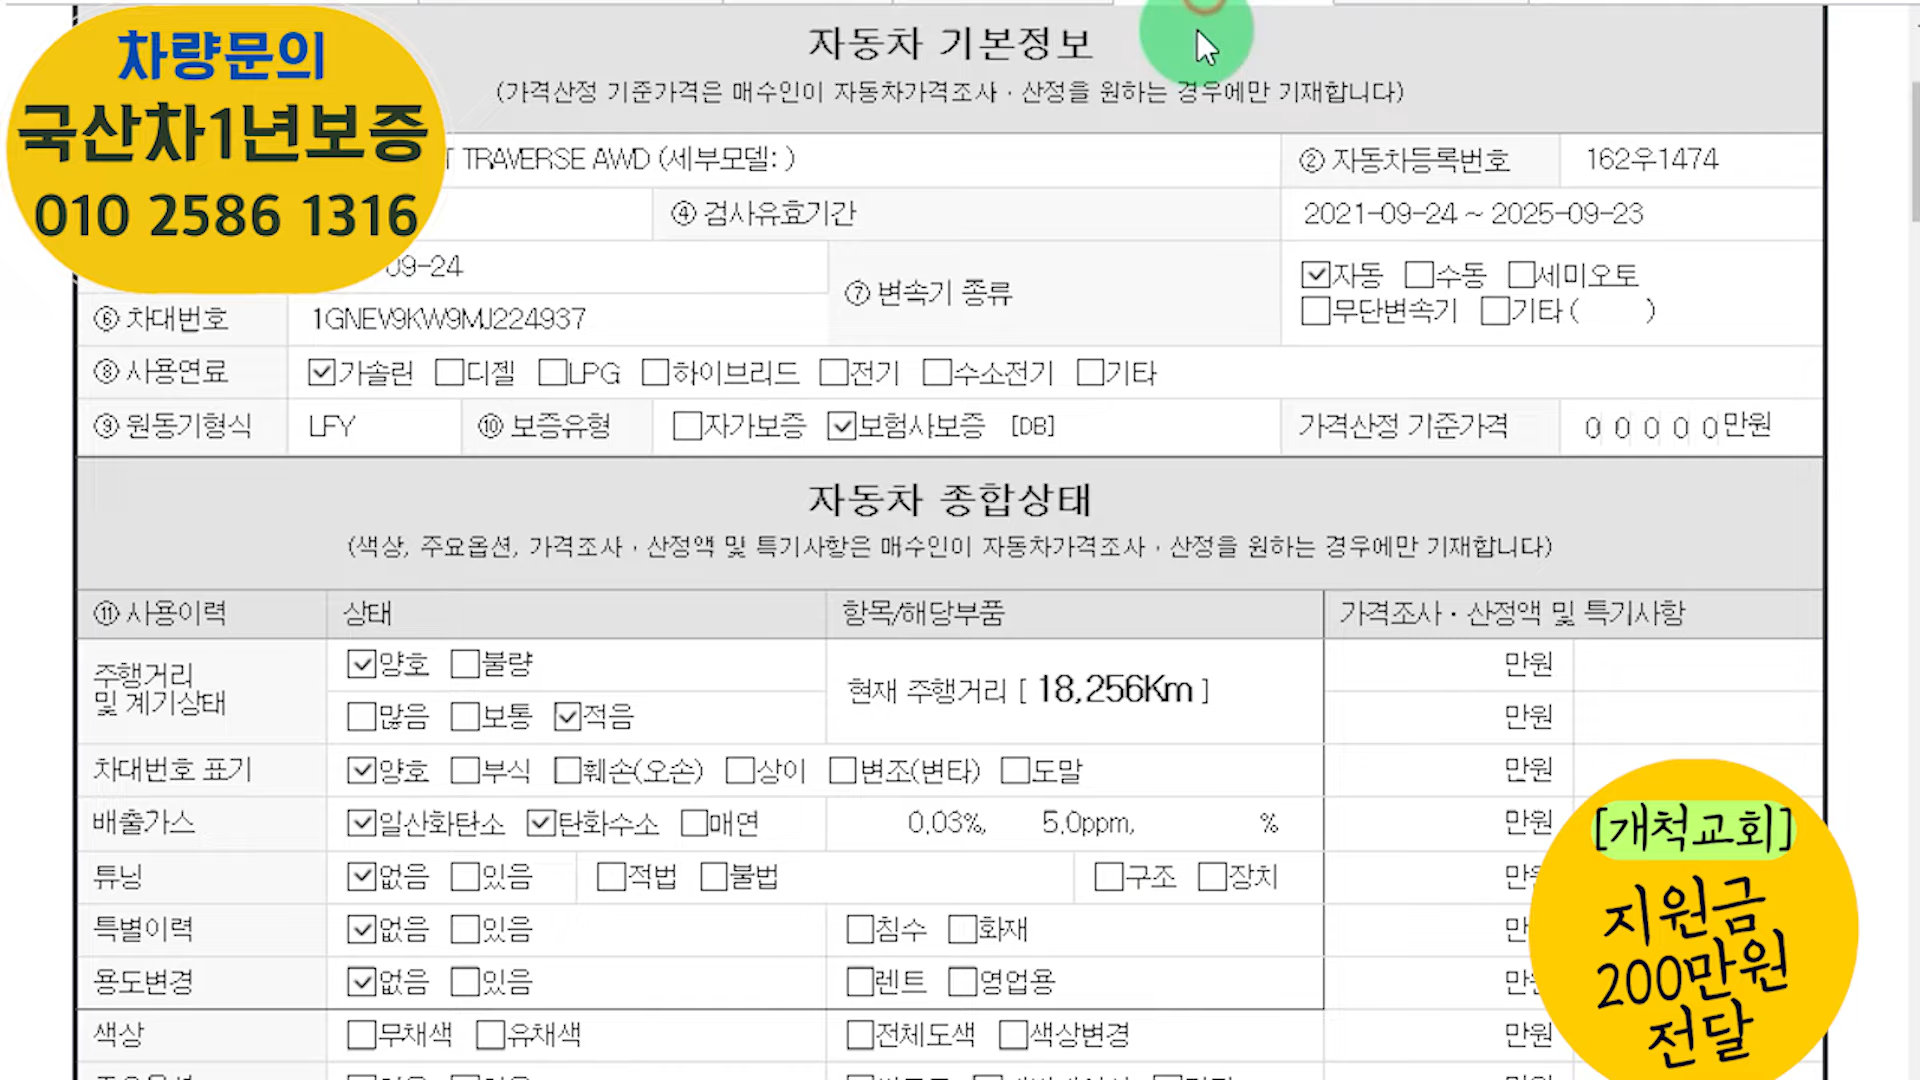 차량문의
국산차1년보증
010 2586 1316
자동차 기본정보
(가격산정 기준가격은 매수인이 자동차가격조사·산정을 원하는 경우에만 기재합니다)
T TRAVERSE AWD (세부모델: )
② 자동차등록번호
162우1474
④ 검사유효기간
2021-09-24 ~ 2025-09-23
09-24
⑦ 변속기 종류
자동 수동 세미오토
무단변속기 기타 ( )
⑥ 차대번호
1GNEV9KW9MJ224937
⑧ 사용연료
가솔린 디젤 LPG 하이브리드 전기 수소전기 기타
⑨ 원동기형식
LFY
⑩ 보증유형
자가보증 보험사보증 [DB]
가격산정 기준가격
0 0 0 0 0만원
자동차 종합상태
(색상, 주요옵션, 가격조사·산정액 및 특기사항은 매수인이 자동차가격조사·산정을 원하는 경우에만 기재합니다)
⑪ 사용이력
상태
항목/해당부품
가격조사·산정액 및 특기사항
주행거리
및 계기상태
양호 불량
현재 주행거리 [ 18,256Km ]
만원
많음 보통 적음
만원
차대번호 표기
양호 부식 훼손(오손) 상이 변조(변타) 도말
만원
배출가스
일산화탄소 탄화수소 매연
0.03%, 5.0ppm, %
만원
튜닝
없음 있음 적법 불법 구조 장치
특별이력
없음 있음
침수 화재
용도변경
없음 있음
렌트 영업용
색상
무채색 유채색
전체도색 색상변경
만원
[개척교회]
지원금
200만원
전달